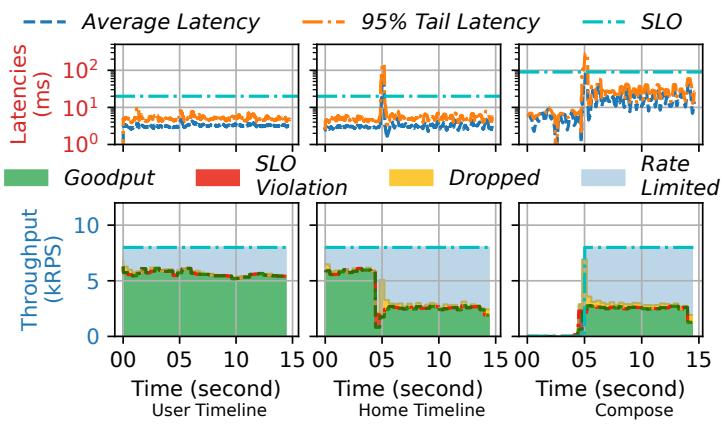 Average Latency 95% Tail Latency SLO
Latencies
(ms)
10²
10¹
10⁰
Goodput SLO Violation Dropped Rate Limited
Throughput
(kRPS)
10
5
0
00 05 10 15 00 05 10 15 00 05 10 15
Time (second) Time (second) Time (second)
User Timeline Home Timeline Compose